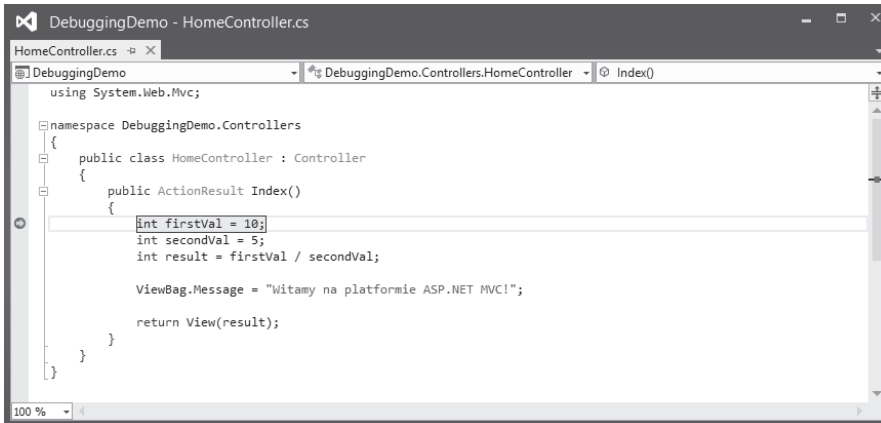 DebuggingDemo - HomeController.cs
HomeController.cs
DebuggingDemo DebuggingDemo.Controllers.HomeController Index()
using System.Web.Mvc;
namespace DebuggingDemo.Controllers
{
public class HomeController : Controller
{
public ActionResult Index()
{
int firstVal = 10;
int secondVal = 5;
int result = firstVal / secondVal;
ViewBag.Message = "Witamy na platformie ASP.NET MVC!";
return View(result);
}
}
}
100 %